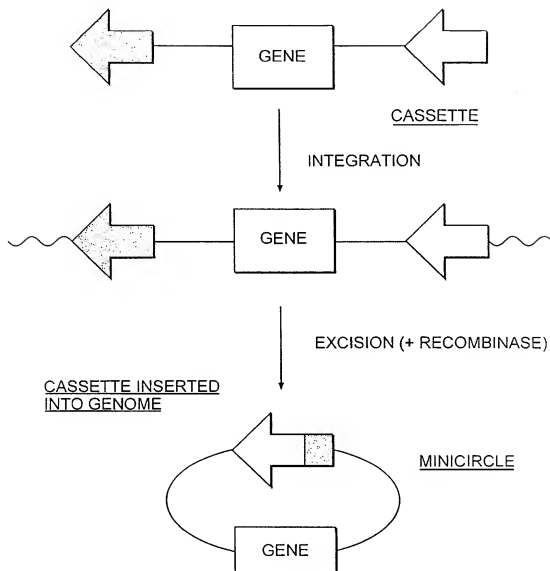 GENE
CASSETTE
INTEGRATION
GENE
EXCISION (+ RECOMBINASE)
CASSETTE INSERTED
INTO GENOME
MINICIRCLE
GENE